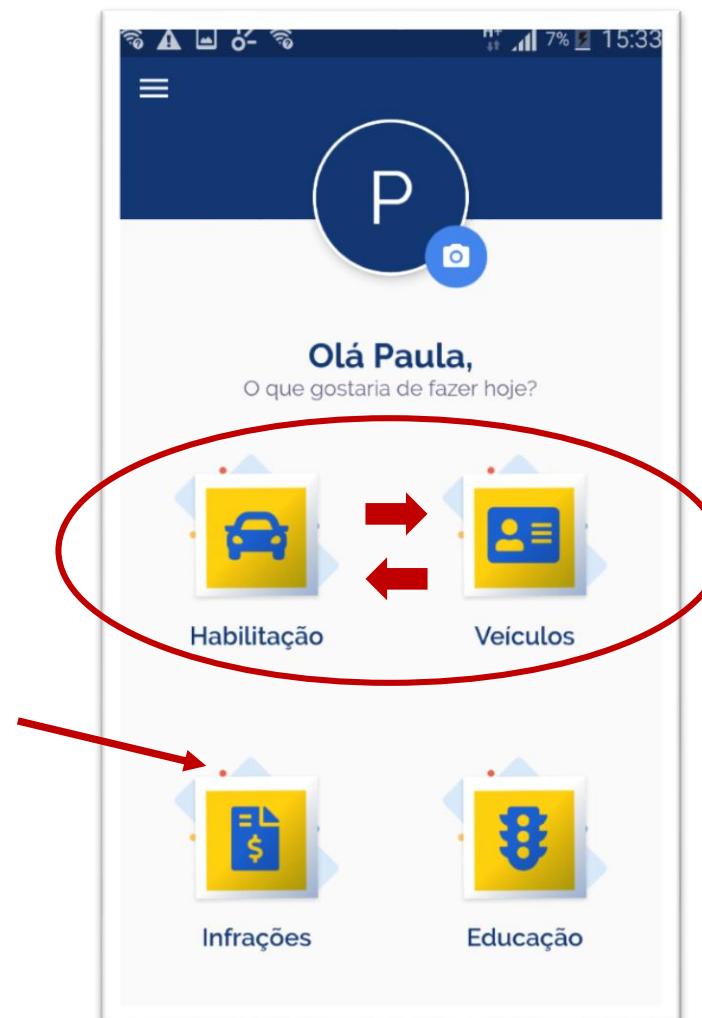 H+ 7% 15:33
P
Olá Paula,
O que gostaria de fazer hoje?
Habilitação Veículos
$
Infrações Educação